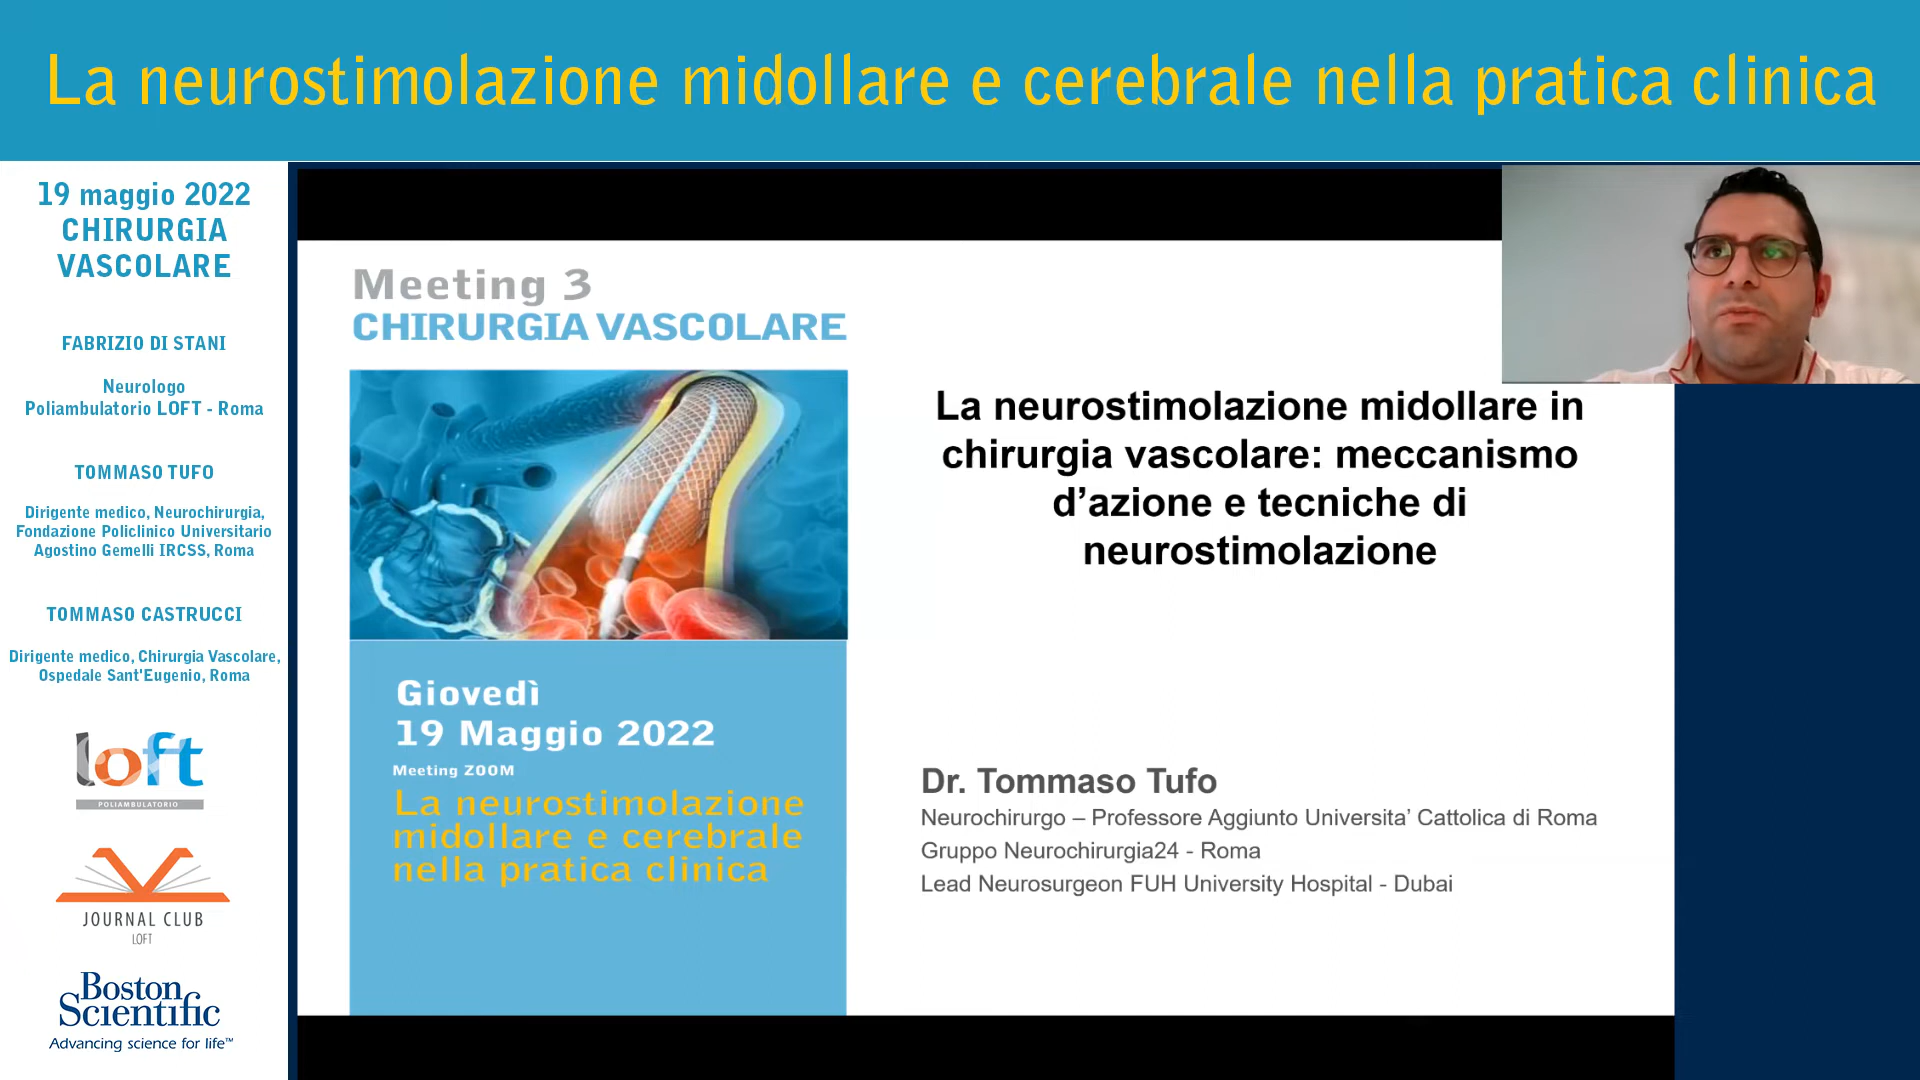 La neurostimolazione midollare e cerebrale nella pratica clinica
19 maggio 2022
CHIRURGIA
VASCOLARE
FABRIZIO DI STANI
Neurologo
Poliambulatorio LOFT - Roma
TOMMASO TUFO
Dirigente medico, Neurochirurgia,
Fondazione Policlinico Universitario
Agostino Gemelli IRCSS, Roma
TOMMASO CASTRUCCI
Dirigente medico, Chirurgia Vascolare,
Ospedale Sant'Eugenio, Roma
loft
POLIAMBULATORIO
JOURNAL CLUB
LOFT
Boston
Scientific
Advancing science for life™
Meeting 3
CHIRURGIA VASCOLARE
Giovedì
19 Maggio 2022
Meeting ZOOM
La neurostimolazione
midollare e cerebrale
nella pratica clinica
La neurostimolazione midollare in
chirurgia vascolare: meccanismo
d’azione e tecniche di
neurostimolazione
Dr. Tommaso Tufo
Neurochirurgo – Professore Aggiunto Universita’ Cattolica di Roma
Gruppo Neurochirurgia24 - Roma
Lead Neurosurgeon FUH University Hospital - Dubai